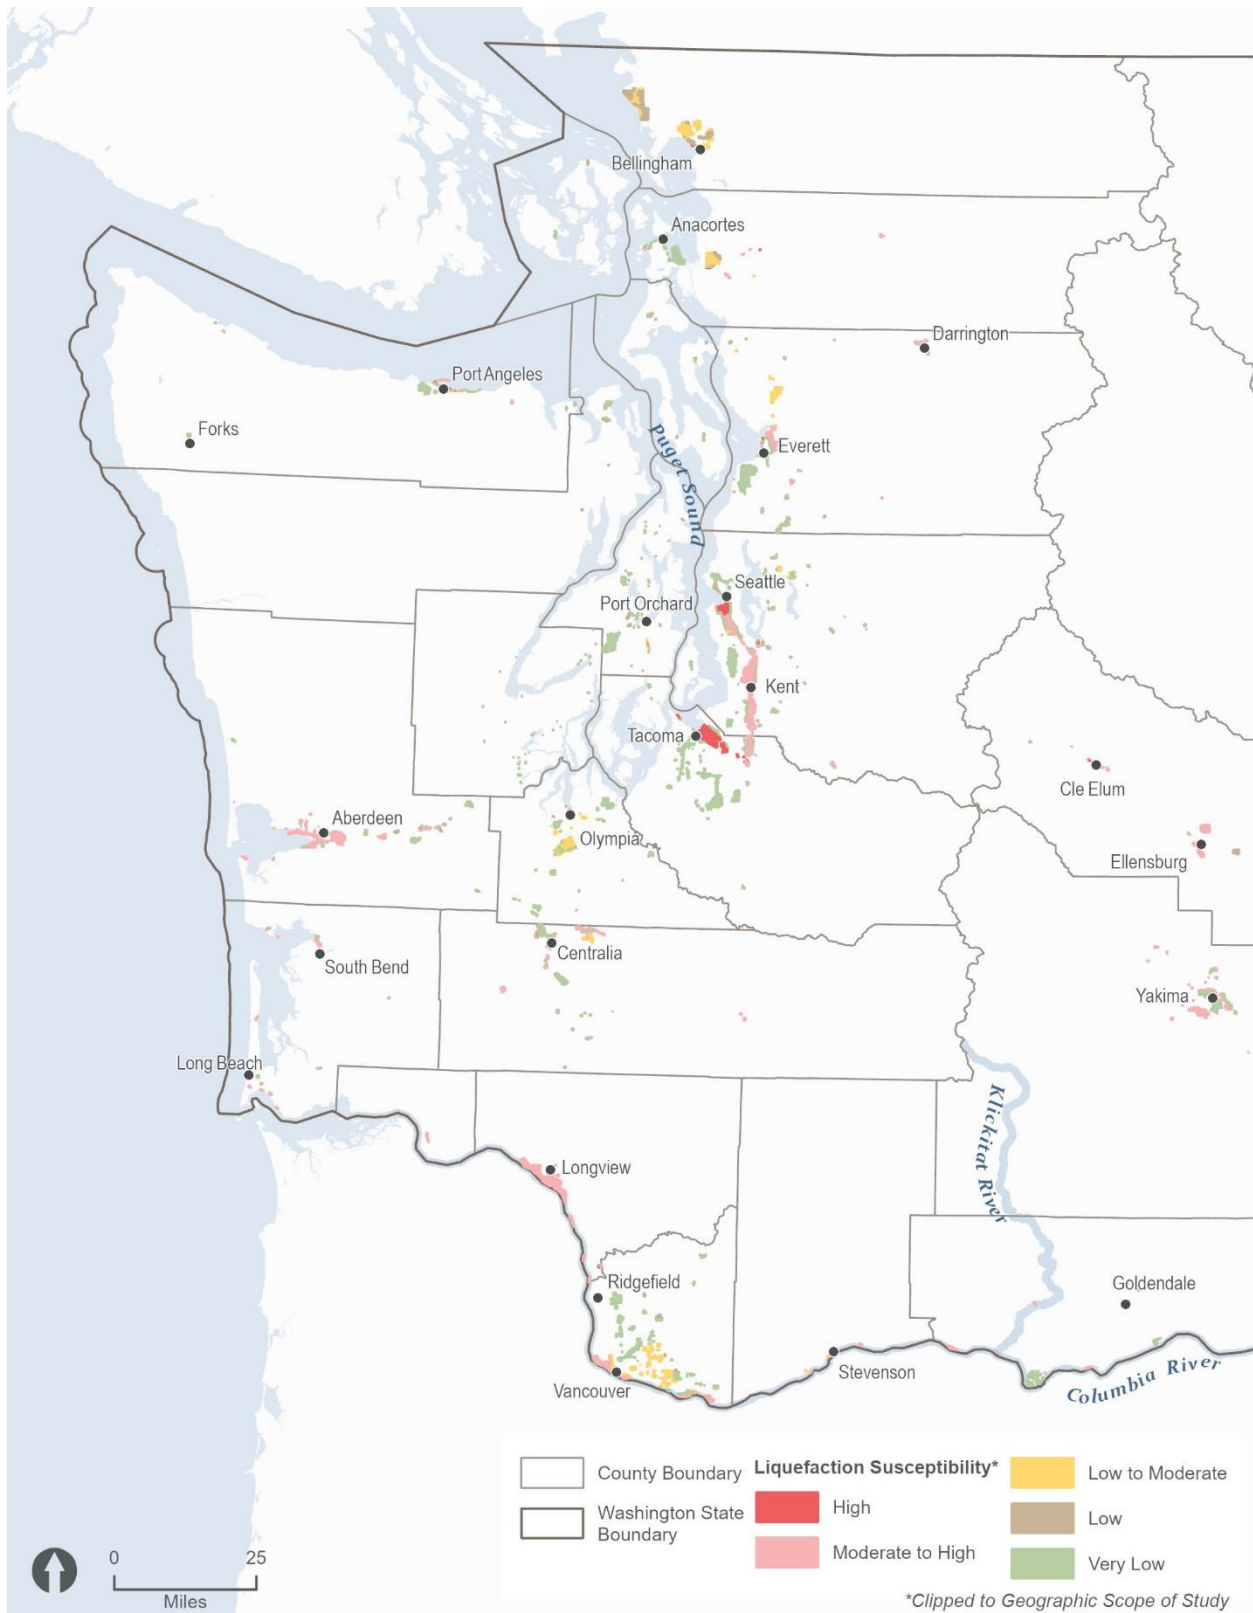 Bellingham
Anacortes
Darrington
Port Angeles
Forks
Everett
Puget Sound
Seattle
Port Orchard
Kent
Tacoma
Cle Elum
Aberdeen
Olympia
Ellensburg
Centralia
South Bend
Yakima
Long Beach
Klickitat River
Longview
Ridgefield
Goldendale
Stevenson
Vancouver
Columbia River
County Boundary
Washington State
Boundary
Liquefaction Susceptibility*
High
Moderate to High
Low to Moderate
Low
Very Low
0 25
Miles
*Clipped to Geographic Scope of Study